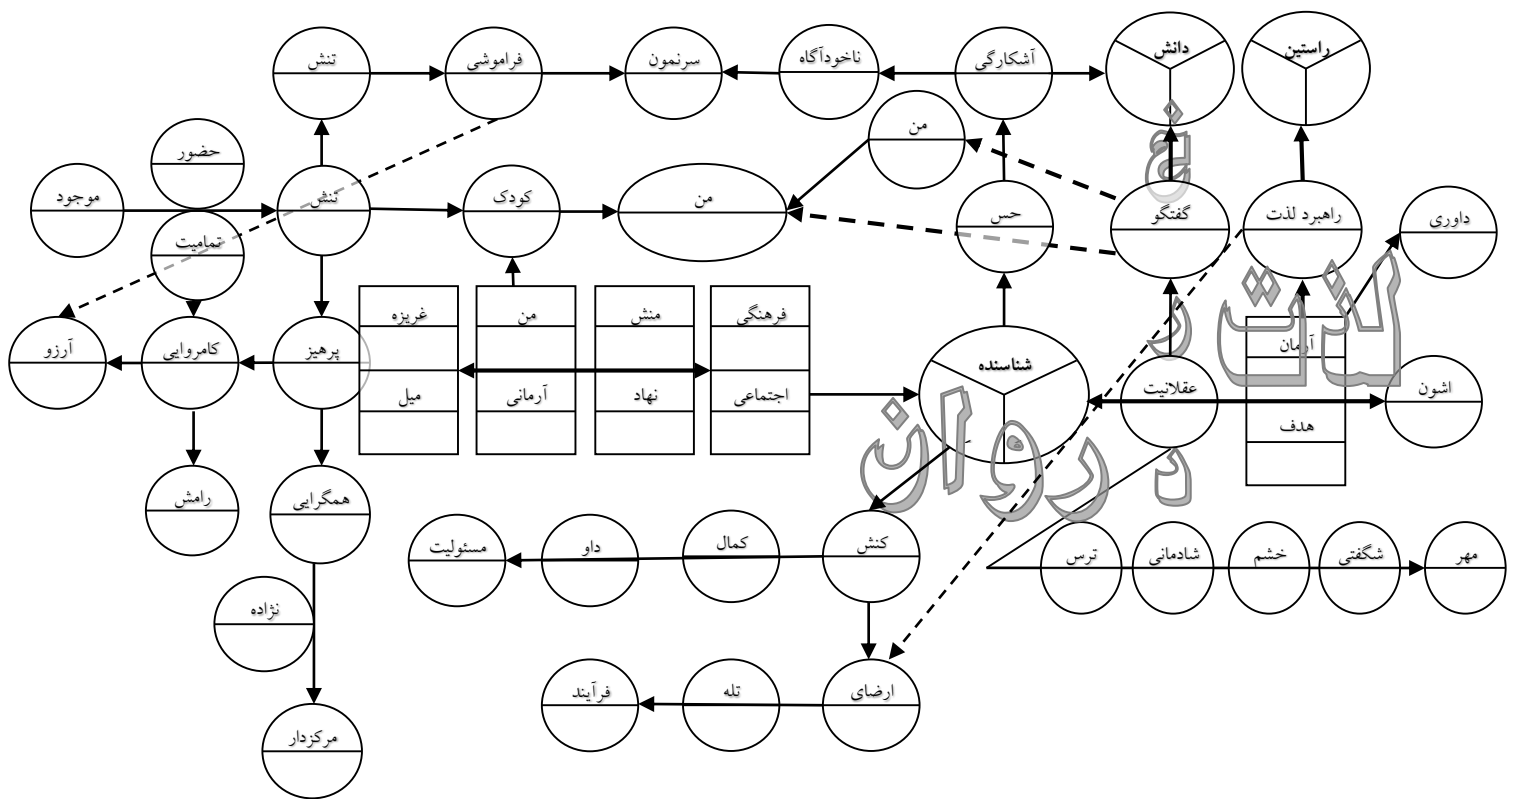 راستین
دانش
آشکارگی
ناخودآگاه
سرنمون
فراموشی
تنش
من
حضور
موجود
تنش
کودک
من
حس
گفتگو
راهبرد لذت
داوری
تمامیت
فرهنگی
منش
من
غریزه
آرمان
شناسنده
عقلانیت
اشون
پرهیز
کامروایی
آرزو
اجتماعی
نهاد
آرمانی
میل
هدف
لذت
روان
رامش
همگرایی
مهر
شگفتی
خشم
شادمانی
ترس
کنش
کمال
داو
مسئولیت
نژاده
ارضای
تله
فرآیند
مرکزدار